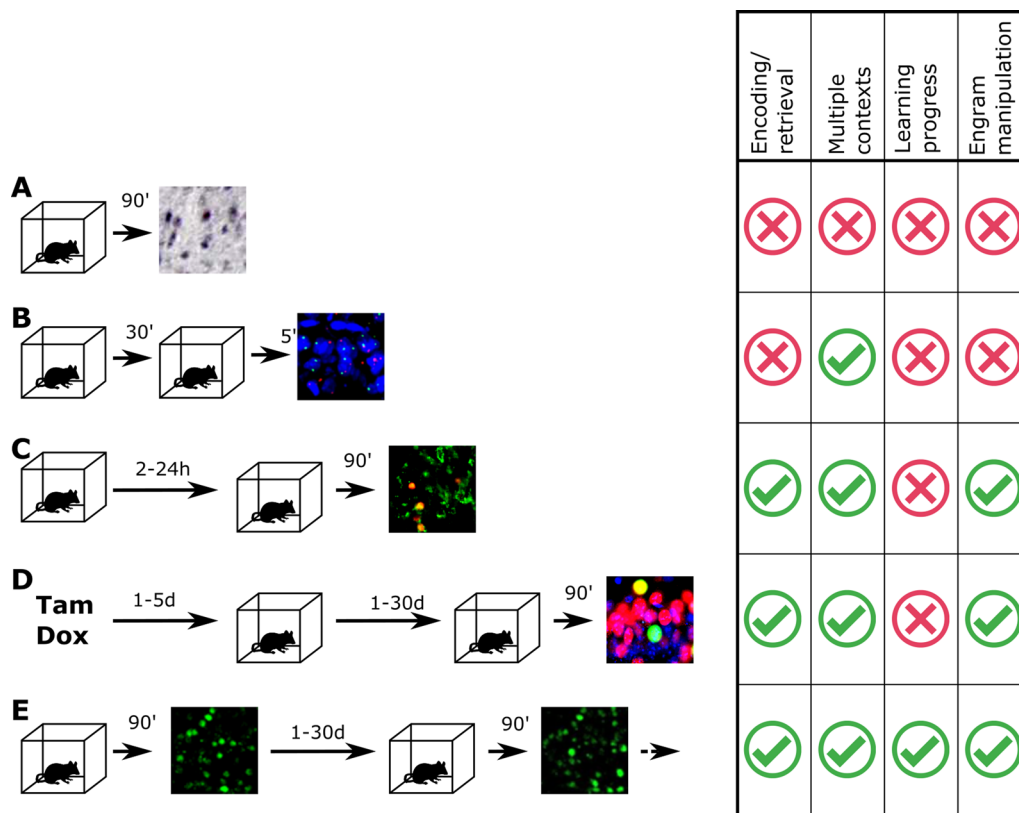 Encoding/
retrieval
Multiple
contexts
Learning
progress
Engram
manipulation
A
90'
B
30'
5'
C
2-24h
90'
D
Tam
Dox
1-5d
1-30d
90'
E
90'
1-30d
90'